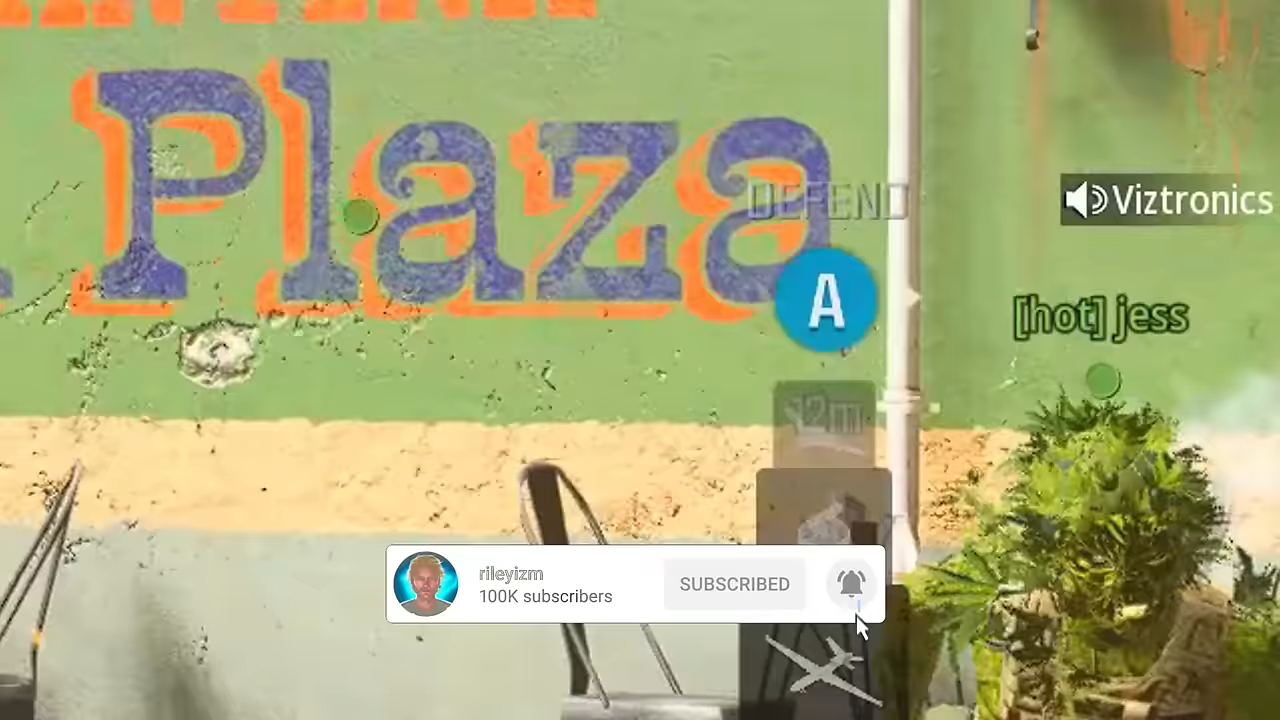 Plaza
DEFEND
Viztronics
A
[hot] jess
12m
rileyizm
100K subscribers
SUBSCRIBED